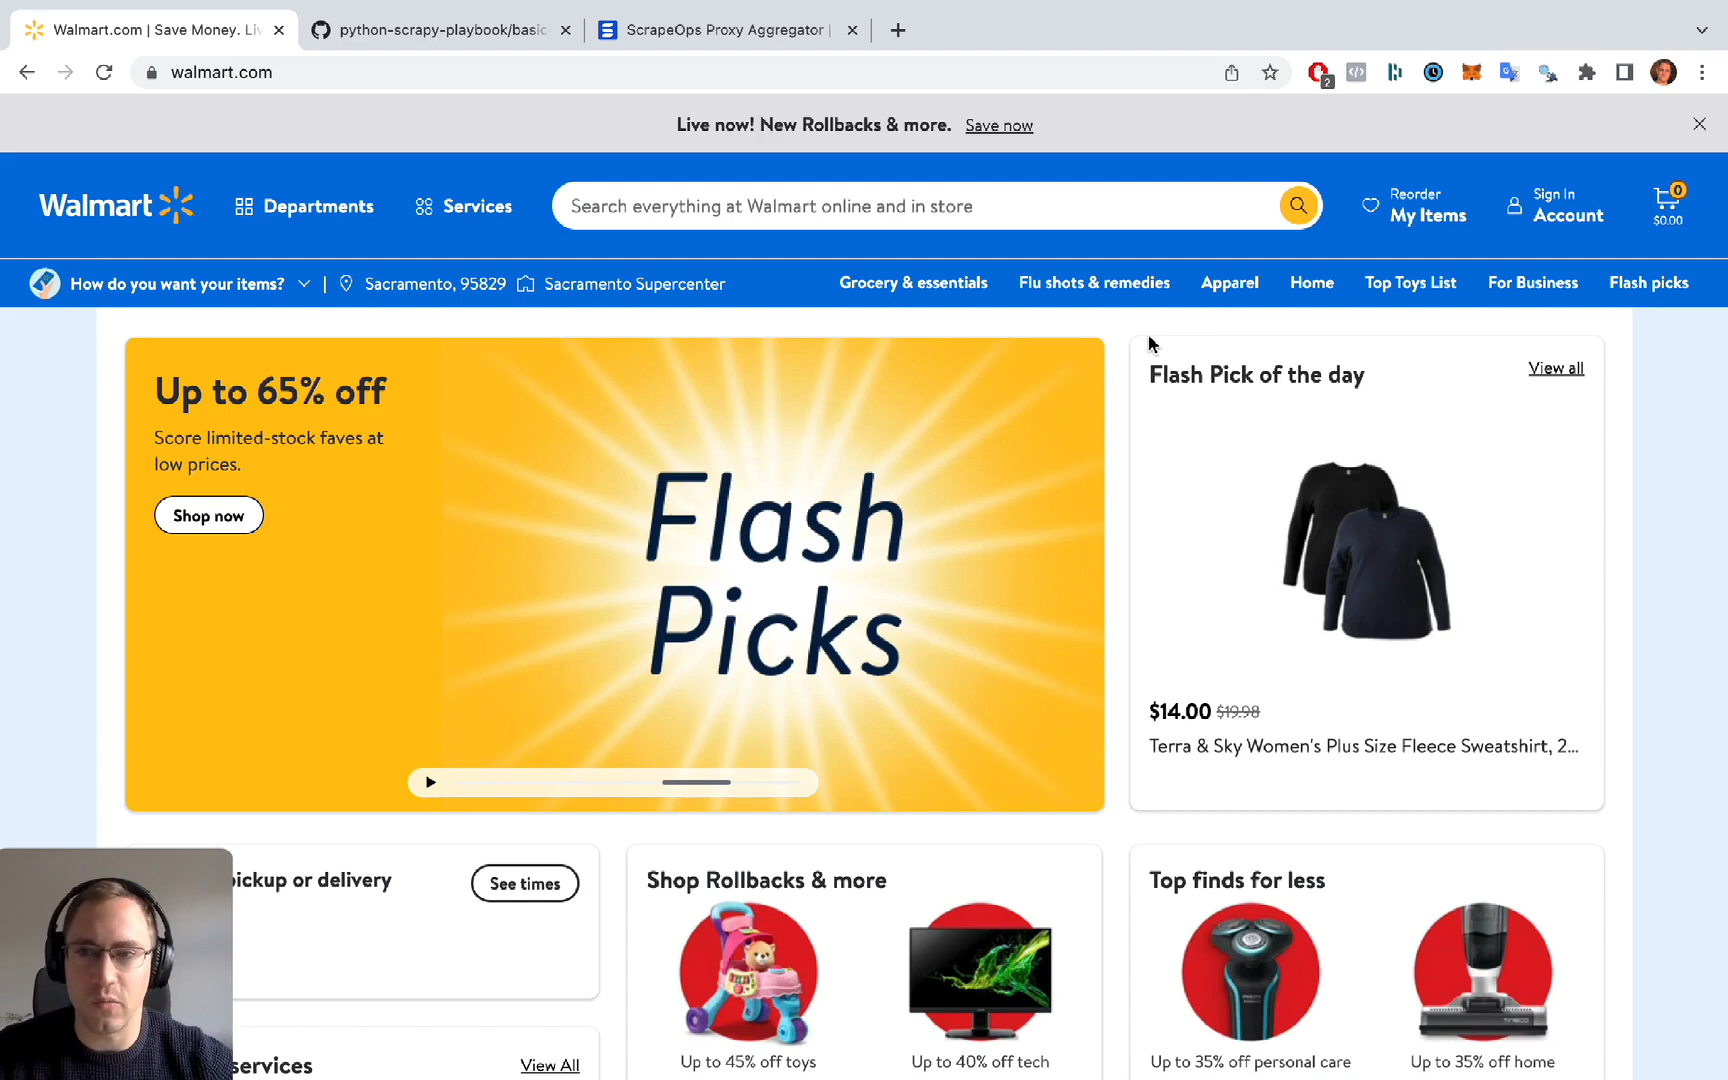 Walmart.com | Save Money. Liv
python-scrapy-playbook/basic
ScrapeOps Proxy Aggregator |
walmart.com
2
Live now! New Rollbacks & more. Save now
Walmart
Departments
Services
Search everything at Walmart online and in store
Reorder
My Items
Sign In
Account
0
$0.00
How do you want your items?
Sacramento, 95829
Sacramento Supercenter
Grocery & essentials
Flu shots & remedies
Apparel
Home
Top Toys List
For Business
Flash picks
Up to 65% off
Score limited-stock faves at
low prices.
Shop now
Flash
Picks
Flash Pick of the day
View all
$14.00 $19.98
Terra & Sky Women's Plus Size Fleece Sweatshirt, 2...
pickup or delivery
See times
Shop Rollbacks & more
Top finds for less
Up to 45% off toys
Up to 40% off tech
Up to 35% off personal care
Up to 35% off home
services
View All